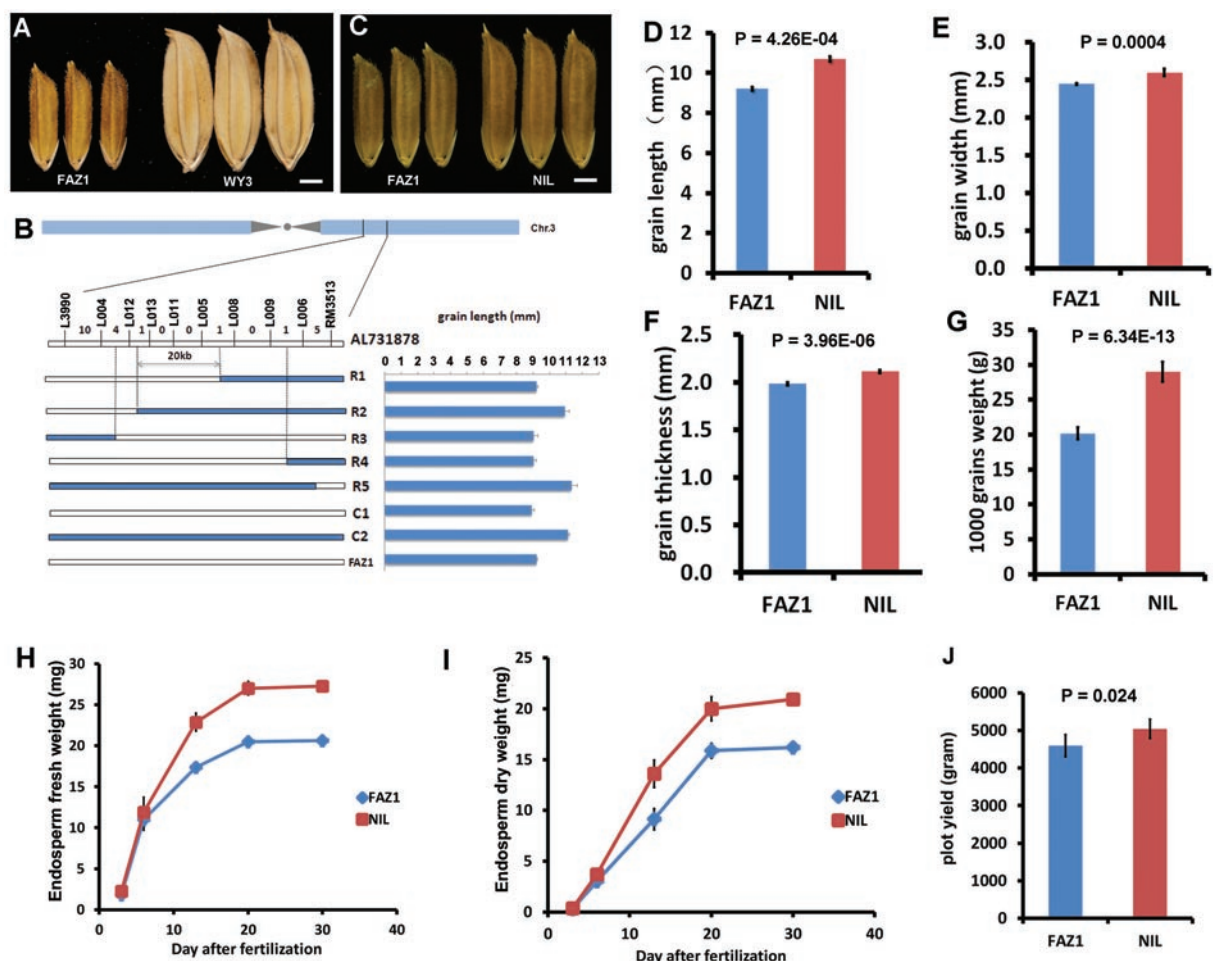 A
FAZ1
WY3
C
FAZ1
NIL
B
Chr.3
L3990
L004
L012
L013
L011
L005
L008
L009
L006
RM3513
10 4 1 0 0 1 0 1 5
AL731878
20kb
R1
R2
R3
R4
R5
C1
C2
FAZ1
grain length (mm)
0 1 2 3 4 5 6 7 8 9 10 11 12 13
D
P = 4.26E-04
grain length （mm）
12
10
8
6
4
2
0
FAZ1 NIL
E
P = 0.0004
grain width (mm)
3.0
2.5
2.0
1.5
1.0
0.5
0.0
FAZ1 NIL
F
P = 3.96E-06
grain thickness (mm)
2.5
2.0
1.5
1.0
0.5
0.0
FAZ1 NIL
G
P = 6.34E-13
1000 grains weight (g)
35
30
25
20
15
10
5
0
FAZ1 NIL
H
Endosperm fresh weight (mg)
30
25
20
15
10
5
0
0 10 20 30 40
Day after fertilization
FAZ1
NIL
I
Endosperm dry weight (mg)
25
20
15
10
5
0
0 10 20 30 40
Day after fertilization
FAZ1
NIL
J
P = 0.024
plot yield (gram)
6000
5000
4000
3000
2000
1000
0
FAZ1 NIL